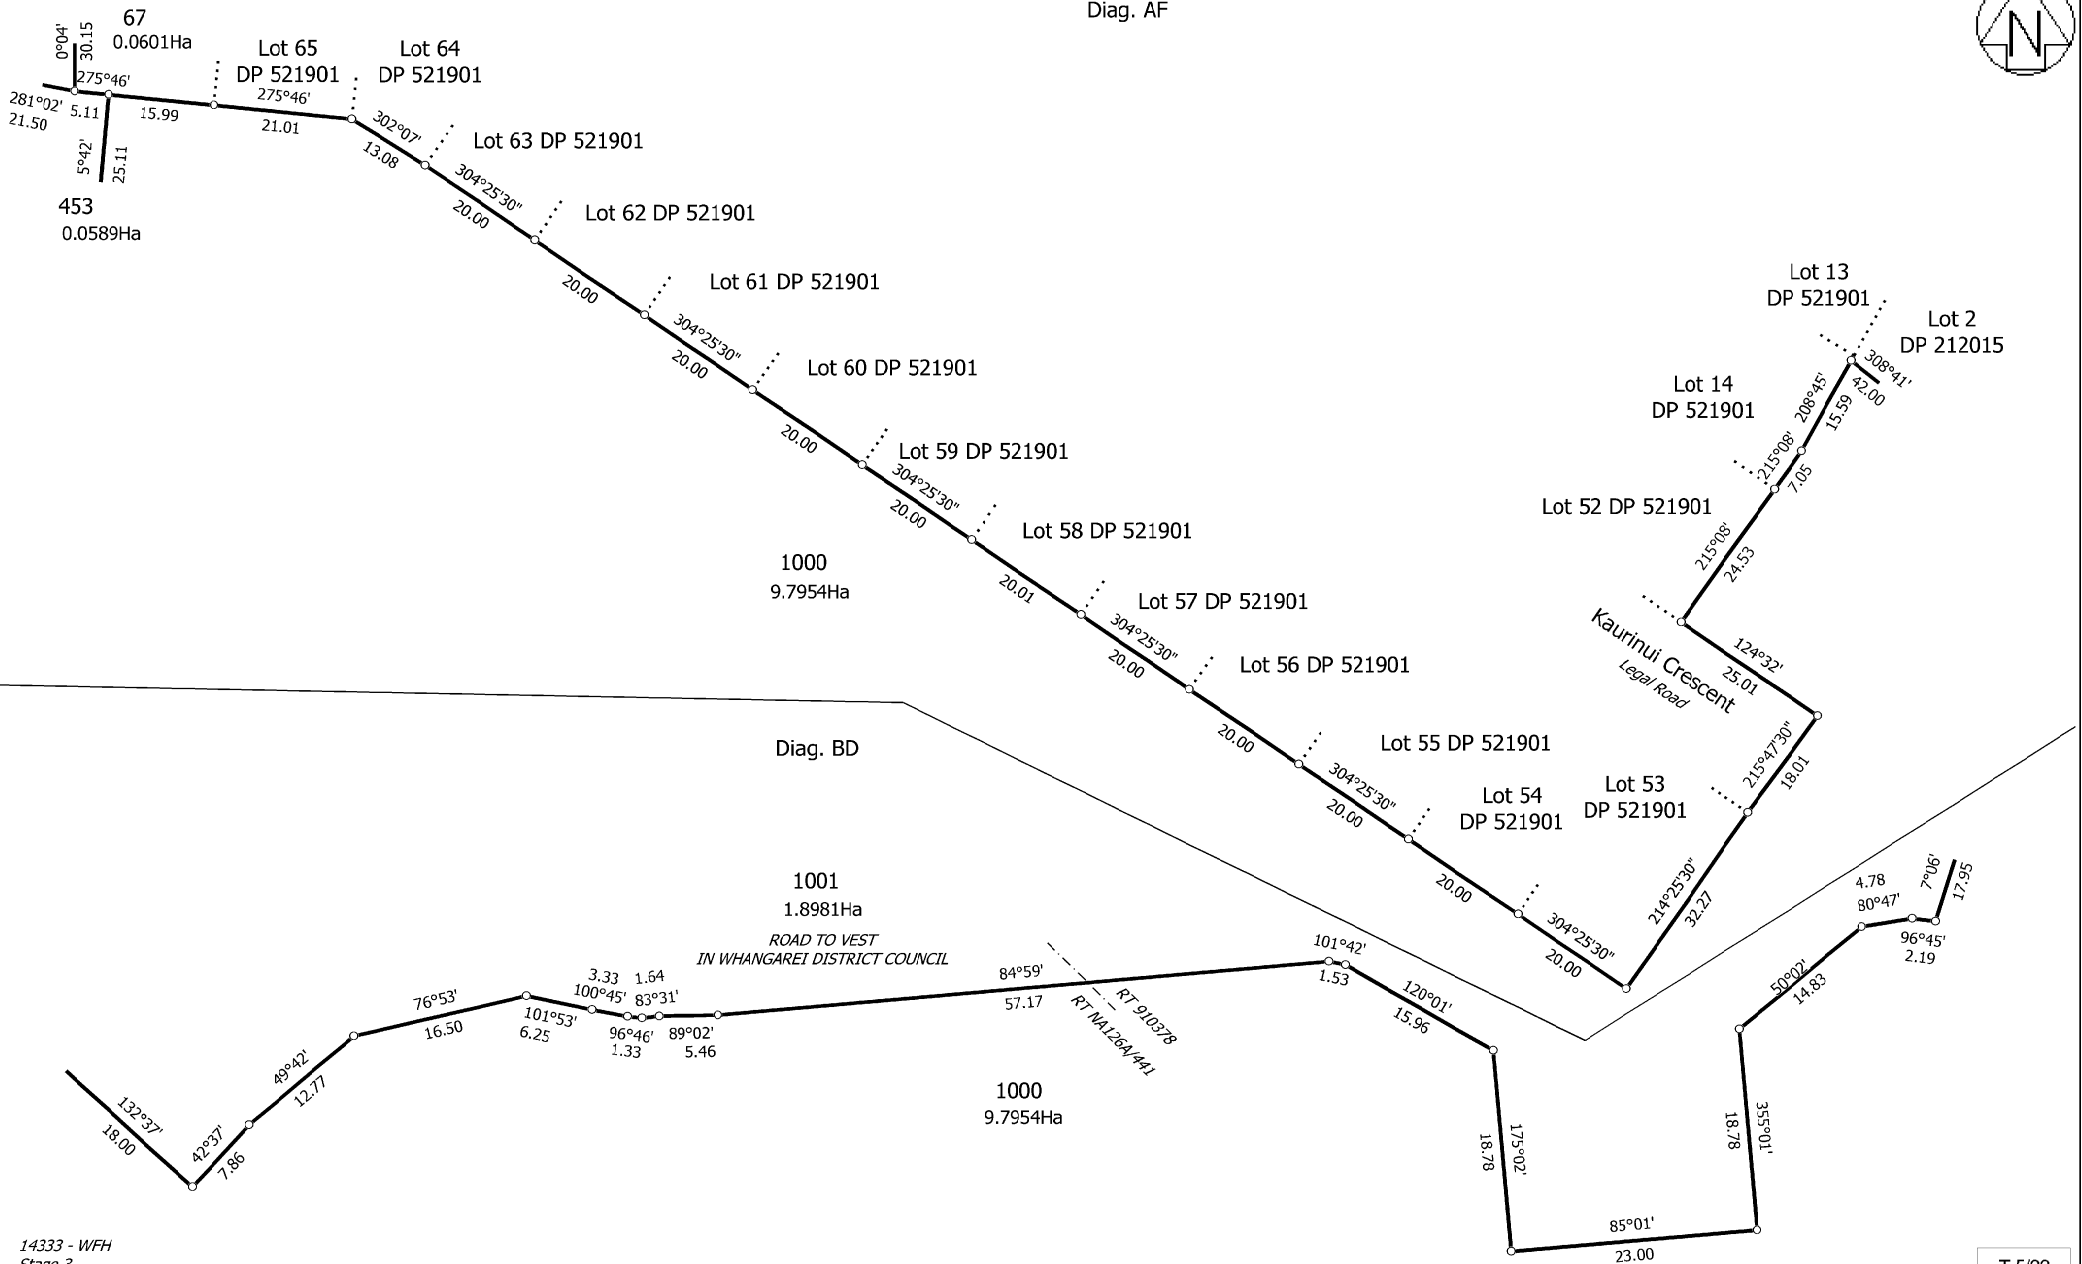 Diag. AF
N
67
0.0601Ha
0°04'
30.15
275°46'
281°02'
21.50
5.11
15.99
5°42'
25.11
453
0.0589Ha
Lot 65
DP 521901
275°46'
21.01
Lot 64
DP 521901
302°07'
13.08
Lot 63 DP 521901
304°25'30"
20.00
Lot 62 DP 521901
20.00
Lot 61 DP 521901
304°25'30"
20.00
Lot 60 DP 521901
20.00
Lot 59 DP 521901
304°25'30"
20.00
Lot 58 DP 521901
20.01
Lot 57 DP 521901
304°25'30"
20.00
Lot 56 DP 521901
20.00
Lot 55 DP 521901
304°25'30"
20.00
Lot 54
DP 521901
20.00
304°25'30"
20.00
Lot 53
DP 521901
214°25'30"
32.27
215°47'30"
18.01
124°32'
25.01
Kaurinui Crescent
Legal Road
Lot 52 DP 521901
215°08'
24.53
Lot 14
DP 521901
215°08'
7.05
208°45'
15.59
Lot 13
DP 521901
Lot 2
DP 212015
308°41'
42.00
1000
9.7954Ha
Diag. BD
1001
1.8981Ha
ROAD TO VEST
IN WHANGAREI DISTRICT COUNCIL
132°37'
18.00
42°37'
7.86
49°42'
12.77
76°53'
16.50
101°53'
6.25
3.33
100°45'
96°46'
1.33
1.64
83°31'
89°02'
5.46
84°59'
57.17
RT 910378
RT NA126A/441
1000
9.7954Ha
101°42'
1.53
120°01'
15.96
175°02'
18.78
85°01'
23.00
355°01'
18.78
50°02'
14.83
4.78
80°47'
96°45'
2.19
7°06'
17.95
14333 - WFH